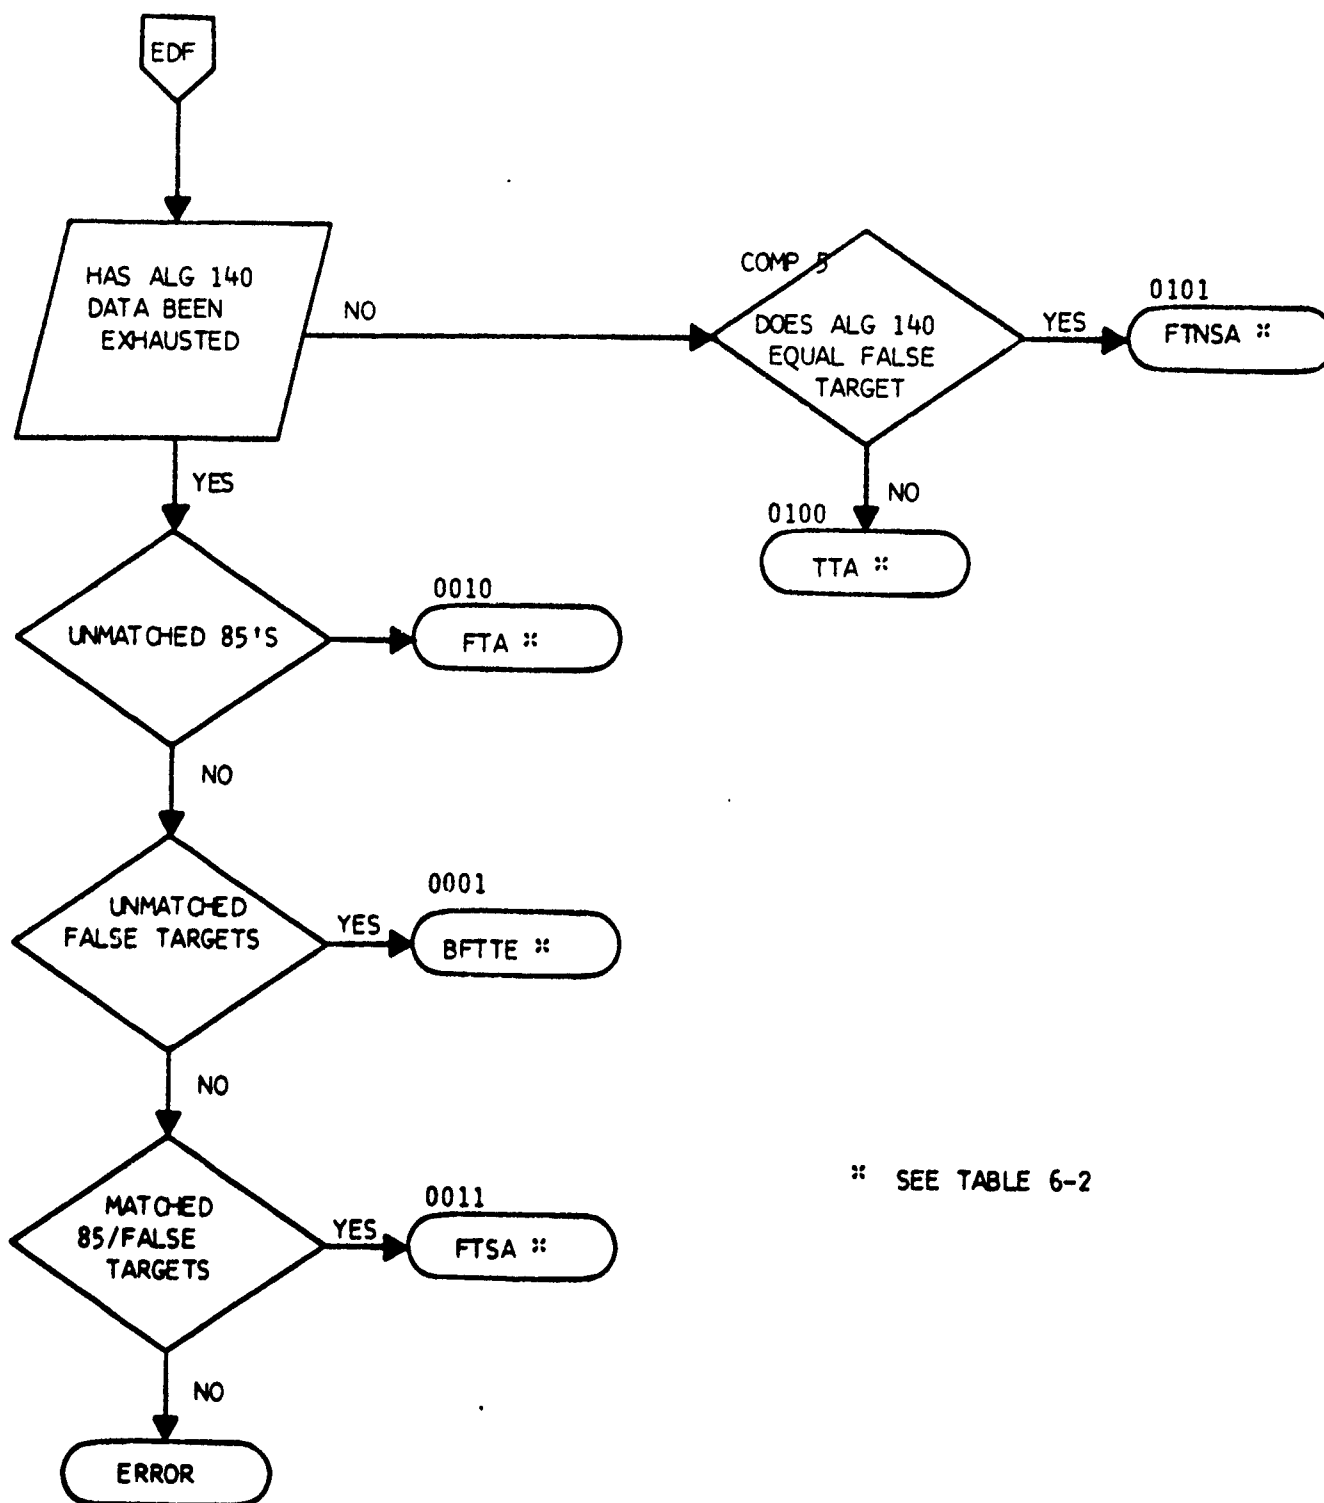 EDF
HAS ALG 140
DATA BEEN
EXHAUSTED
NO
COMP 5
DOES ALG 140
EQUAL FALSE
TARGET
YES
0101
FTNSA *
NO
0100
TTA *
YES
UNMATCHED 85'S
0010
FTA *
NO
UNMATCHED
FALSE TARGETS
YES
0001
BFTTE *
NO
MATCHED
85/FALSE
TARGETS
YES
0011
FTSA *
* SEE TABLE 6-2
NO
ERROR